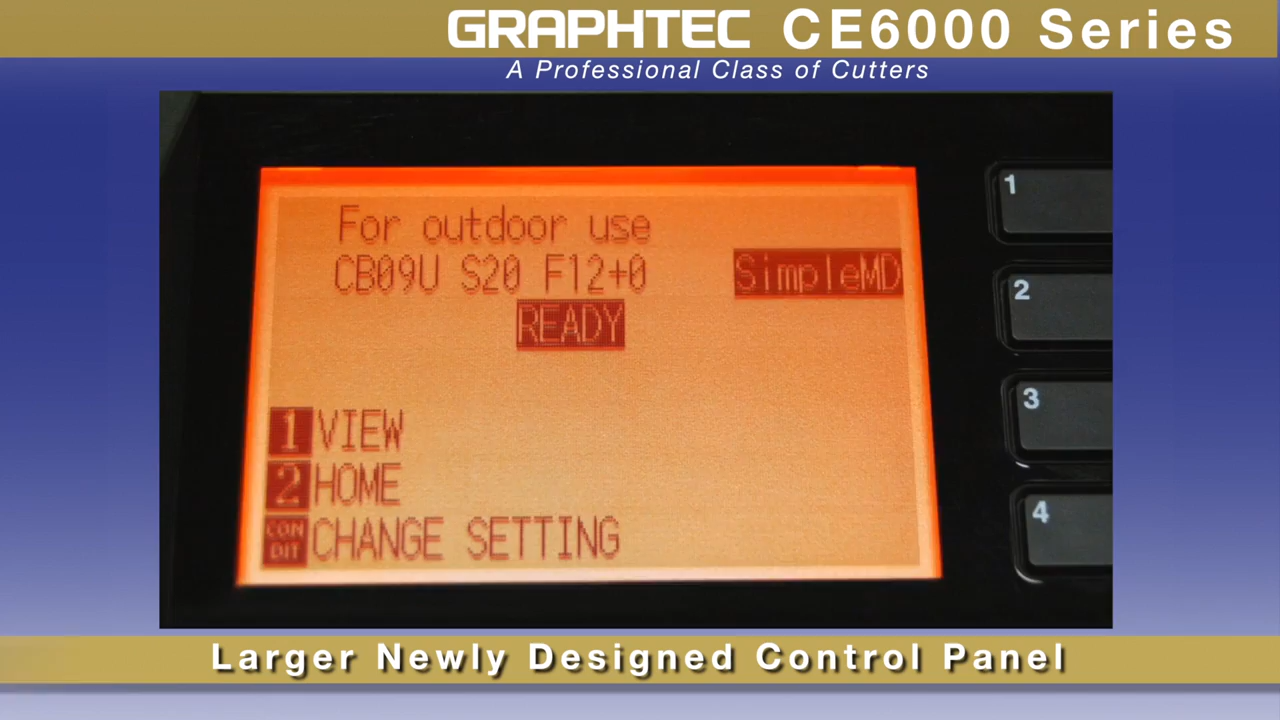 GRAPHTEC CE6000 Series
A Professional Class of Cutters
For outdoor use
CB09U S20 F12+0 SimpleMD
READY
1 VIEW
2 HOME
CON DIT CHANGE SETTING
1
2
3
4
Larger Newly Designed Control Panel